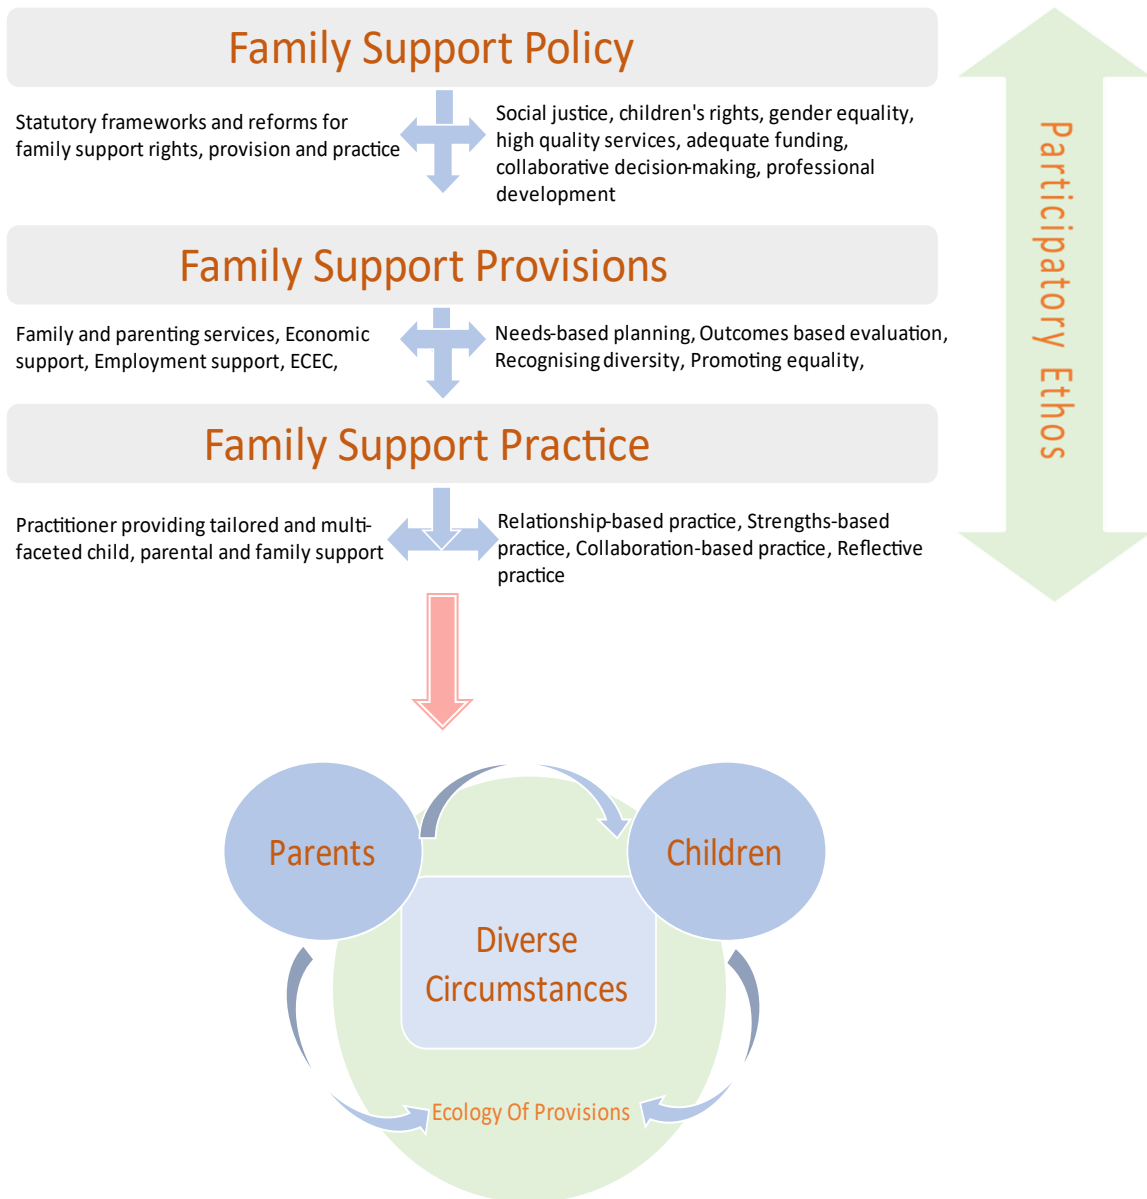 Family Support Policy
Statutory frameworks and reforms for
family support rights, provision and practice
Social justice, children's rights, gender equality,
high quality services, adequate funding,
collaborative decision-making, professional
development
Family Support Provisions
Family and parenting services, Economic
support, Employment support, ECEC,
Needs-based planning, Outcomes based evaluation,
Recognising diversity, Promoting equality,
Family Support Practice
Practitioner providing tailored and multi-
faceted child, parental and family support
Relationship-based practice, Strengths-based
practice, Collaboration-based practice, Reflective
practice
Participatory Ethos
Parents
Children
Diverse
Circumstances
Ecology Of Provisions